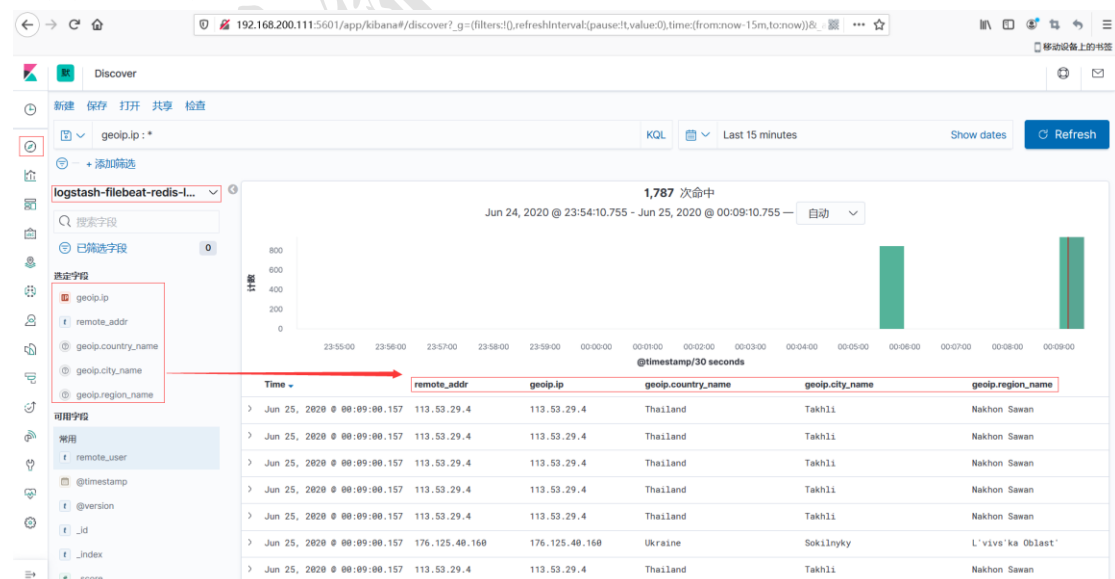 192.168.200.111:5601/app/kibana#/discover?_g=(filters:!(),refreshInterval:(pause:!t,value:0),time:(from:now-15m,to:now))&
移动设备上的书签
默 Discover
新建 保存 打开 共享 检查
geoip.ip : * KQL Last 15 minutes Show dates Refresh
+ 添加筛选
logstash-filebeat-redis-l...
搜索字段
已筛选字段 0
选定字段
geoip.ip
t remote_addr
geoip.country_name
geoip.city_name
geoip.region_name
可用字段
常用
t remote_user
@timestamp
t @version
t _id
t _index
_score
1,787 次命中
Jun 24, 2020 @ 23:54:10.755 - Jun 25, 2020 @ 00:09:10.755 — 自动
计数
800
600
400
200
0
23:55:00 23:56:00 23:57:00 23:58:00 23:59:00 00:00:00 00:01:00 00:02:00 00:03:00 00:04:00 00:05:00 00:06:00 00:07:00 00:08:00 00:09:00
@timestamp/30 seconds
Time remote_addr geoip.ip geoip.country_name geoip.city_name geoip.region_name
Jun 25, 2020 @ 00:09:00.157 113.53.29.4 113.53.29.4 Thailand Takhli Nakhon Sawan
Jun 25, 2020 @ 00:09:00.157 113.53.29.4 113.53.29.4 Thailand Takhli Nakhon Sawan
Jun 25, 2020 @ 00:09:00.157 113.53.29.4 113.53.29.4 Thailand Takhli Nakhon Sawan
Jun 25, 2020 @ 00:09:00.157 113.53.29.4 113.53.29.4 Thailand Takhli Nakhon Sawan
Jun 25, 2020 @ 00:09:00.157 113.53.29.4 113.53.29.4 Thailand Takhli Nakhon Sawan
Jun 25, 2020 @ 00:09:00.157 176.125.40.160 176.125.40.160 Ukraine Sokilnyky L'vivs'ka Oblast'
Jun 25, 2020 @ 00:09:00.157 113.53.29.4 113.53.29.4 Thailand Takhli Nakhon Sawan